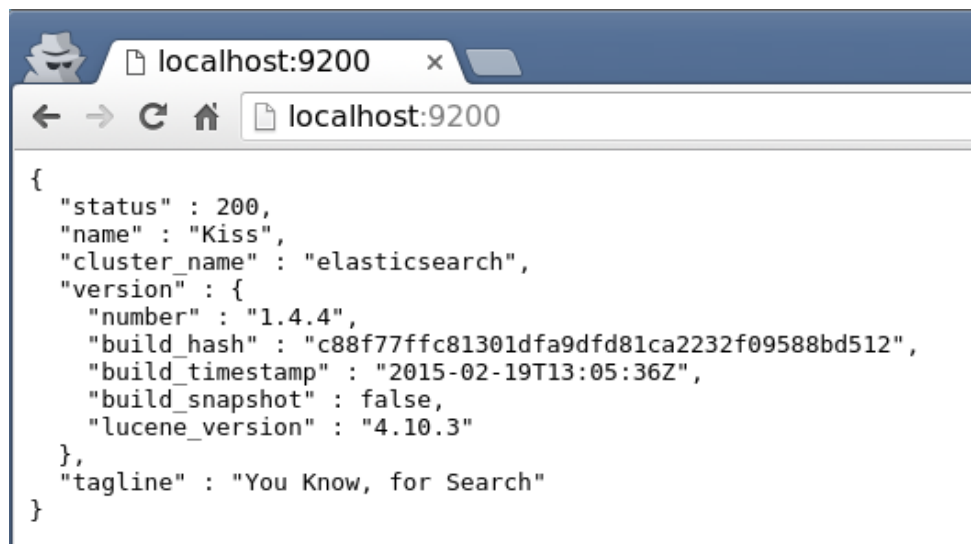 localhost:9200
localhost:9200
{
  "status" : 200,
  "name" : "Kiss",
  "cluster_name" : "elasticsearch",
  "version" : {
    "number" : "1.4.4",
    "build_hash" : "c88f77ffc81301dfa9dfd81ca2232f09588bd512",
    "build_timestamp" : "2015-02-19T13:05:36Z",
    "build_snapshot" : false,
    "lucene_version" : "4.10.3"
  },
  "tagline" : "You Know, for Search"
}